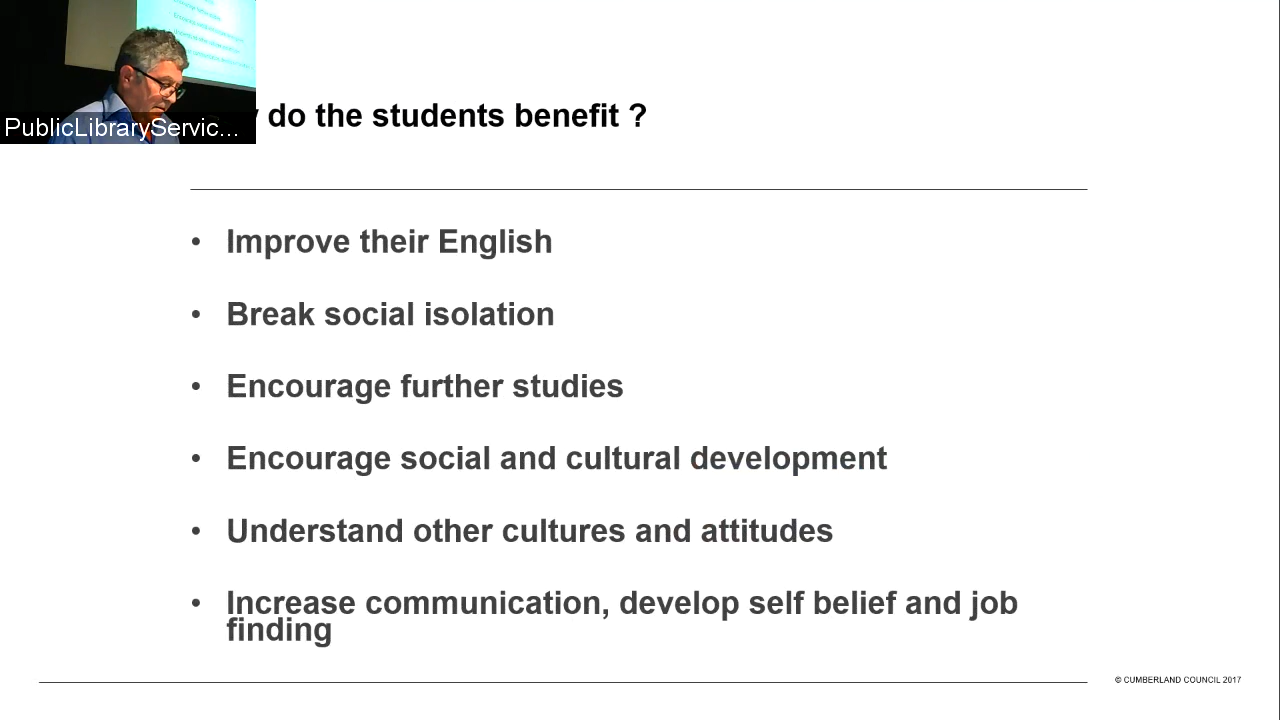 PublicLibraryServic...
do the students benefit ?
• Improve their English
• Break social isolation
• Encourage further studies
• Encourage social and cultural development
• Understand other cultures and attitudes
• Increase communication, develop self belief and job
finding
© CUMBERLAND COUNCIL 2017